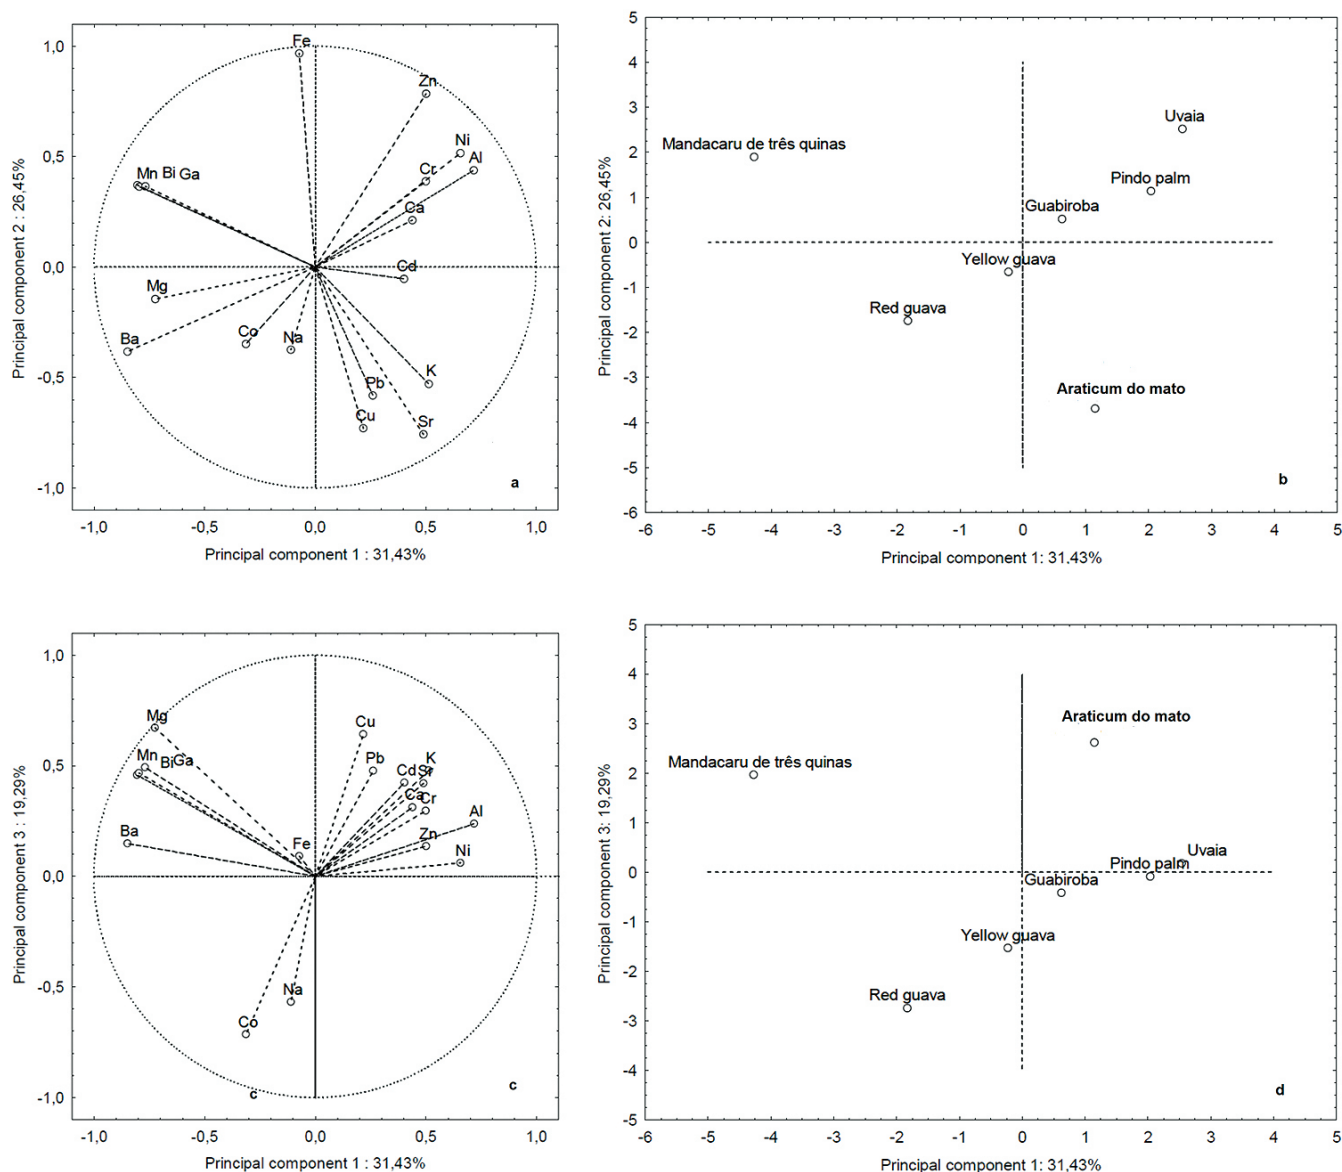 1,0
0,5
0,0
-0,5
-1,0
Principal component 2 : 26,45%
Fe
Zn
Ni
Al
Cr
Mn Bi Ga
Ca
Cd
Mg
Ba
Co
Na
K
Pb
Cu
Sr
a
-1,0 -0,5 0,0 0,5 1,0
Principal component 1 : 31,43%
5
4
3
2
1
0
-1
-2
-3
-4
-5
-6
Principal component 2: 26,45%
Uvaia
Mandacaru de três quinas
Pindo palm
Guabiroba
Yellow guava
Red guava
Araticum do mato
b
-6 -5 -4 -3 -2 -1 0 1 2 3 4 5
Principal component 1: 31,43%
1,0
0,5
0,0
-0,5
-1,0
Principal component 3 : 19,29%
Mg
Cu
Mn Bi Ga
Pb
K
Cd Sr
Ca Cr
Al
Ba
Zn
Fe
Ni
Na
Co
c
c
-1,0 -0,5 0,0 0,5 1,0
Principal component 1 : 31,43%
5
4
3
2
1
0
-1
-2
-3
-4
-5
Principal component 3: 19,29%
Araticum do mato
Mandacaru de três quinas
Uvaia
Pindo palm
Guabiroba
Yellow guava
Red guava
d
-6 -5 -4 -3 -2 -1 0 1 2 3 4 5
Principal component 1: 31,43%